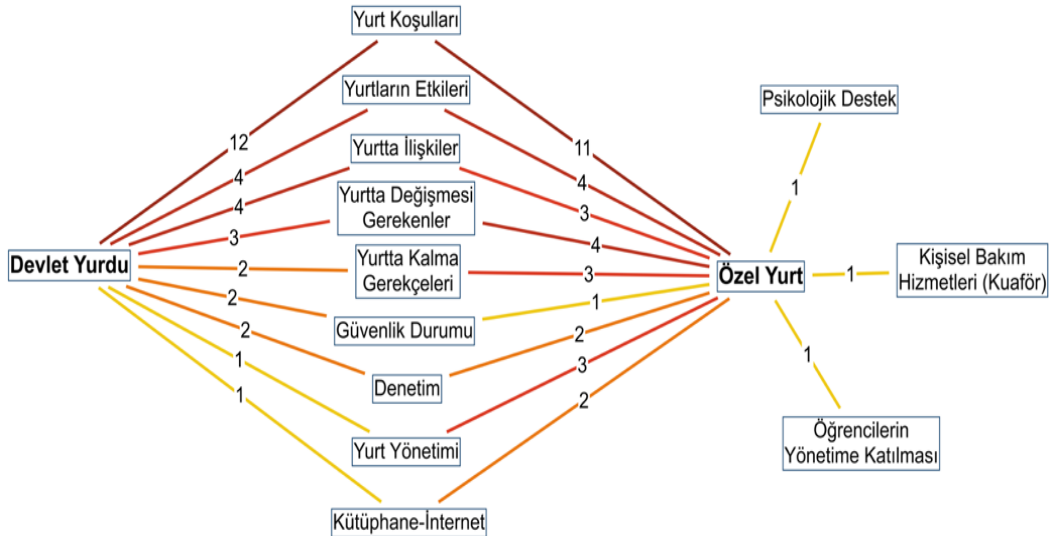 Yurt Koşulları
Yurtların Etkileri
Psikolojik Destek
12
11
Yurtta İlişkiler
4
4
1
Yurtta Değişmesi
Gerekenler
4
3
3
4
Devlet Yurdu
2
Yurtta Kalma
Gerekçeleri
3
Özel Yurt
1
Kişisel Bakım
Hizmetleri (Kuaför)
2
1
Güvenlik Durumu
2
2
1
1
3
Denetim
1
2
Öğrencilerin
Yönetime Katılması
Yurt Yönetimi
Kütüphane-İnternet